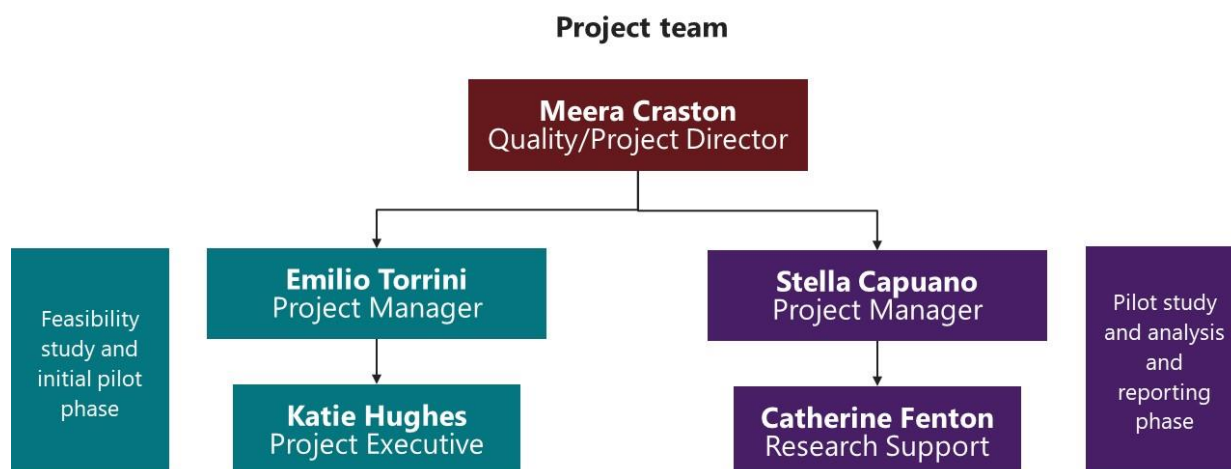 Project team
Meera Craston
Quality/Project Director
Feasibility
study and
initial pilot
phase
Emilio Torrini
Project Manager
Katie Hughes
Project Executive
Stella Capuano
Project Manager
Catherine Fenton
Research Support
Pilot study
and analysis
and
reporting
phase